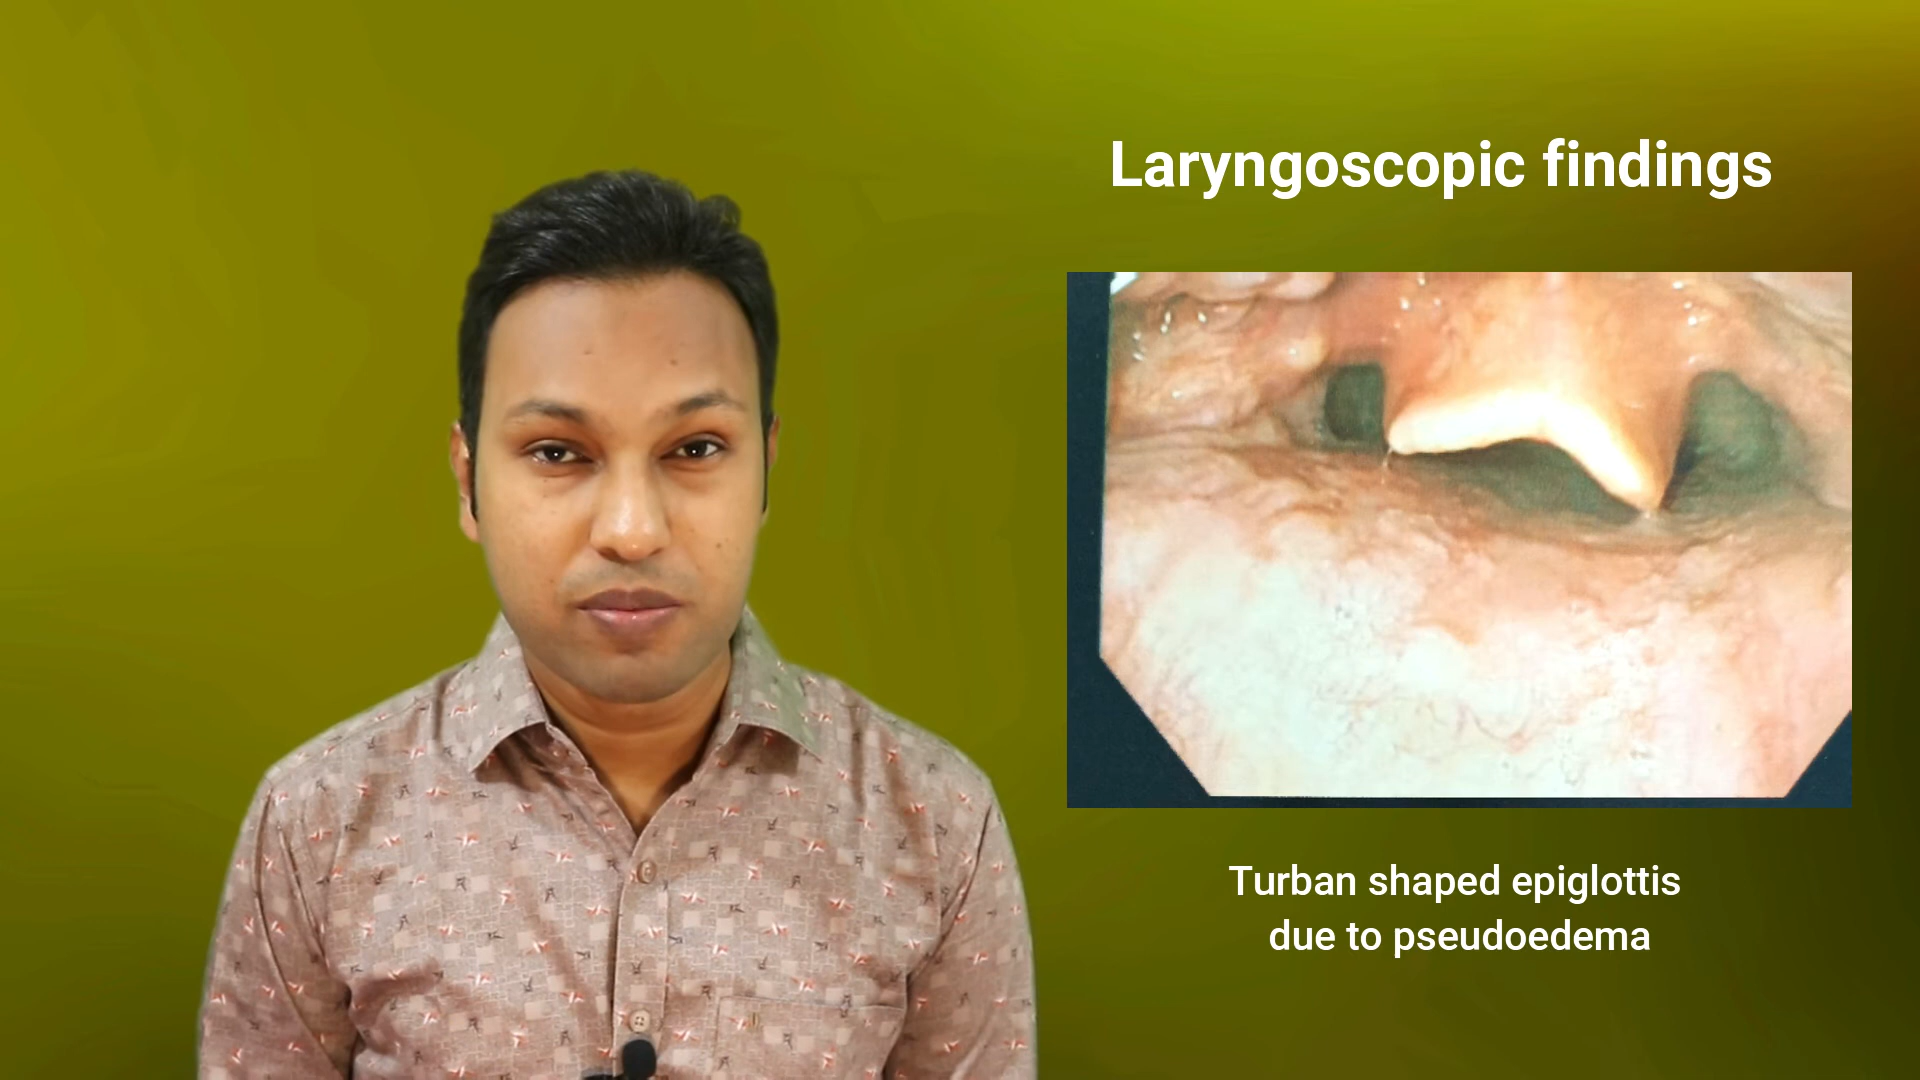 Laryngoscopic findings
Turban shaped epiglottis
due to pseudoedema